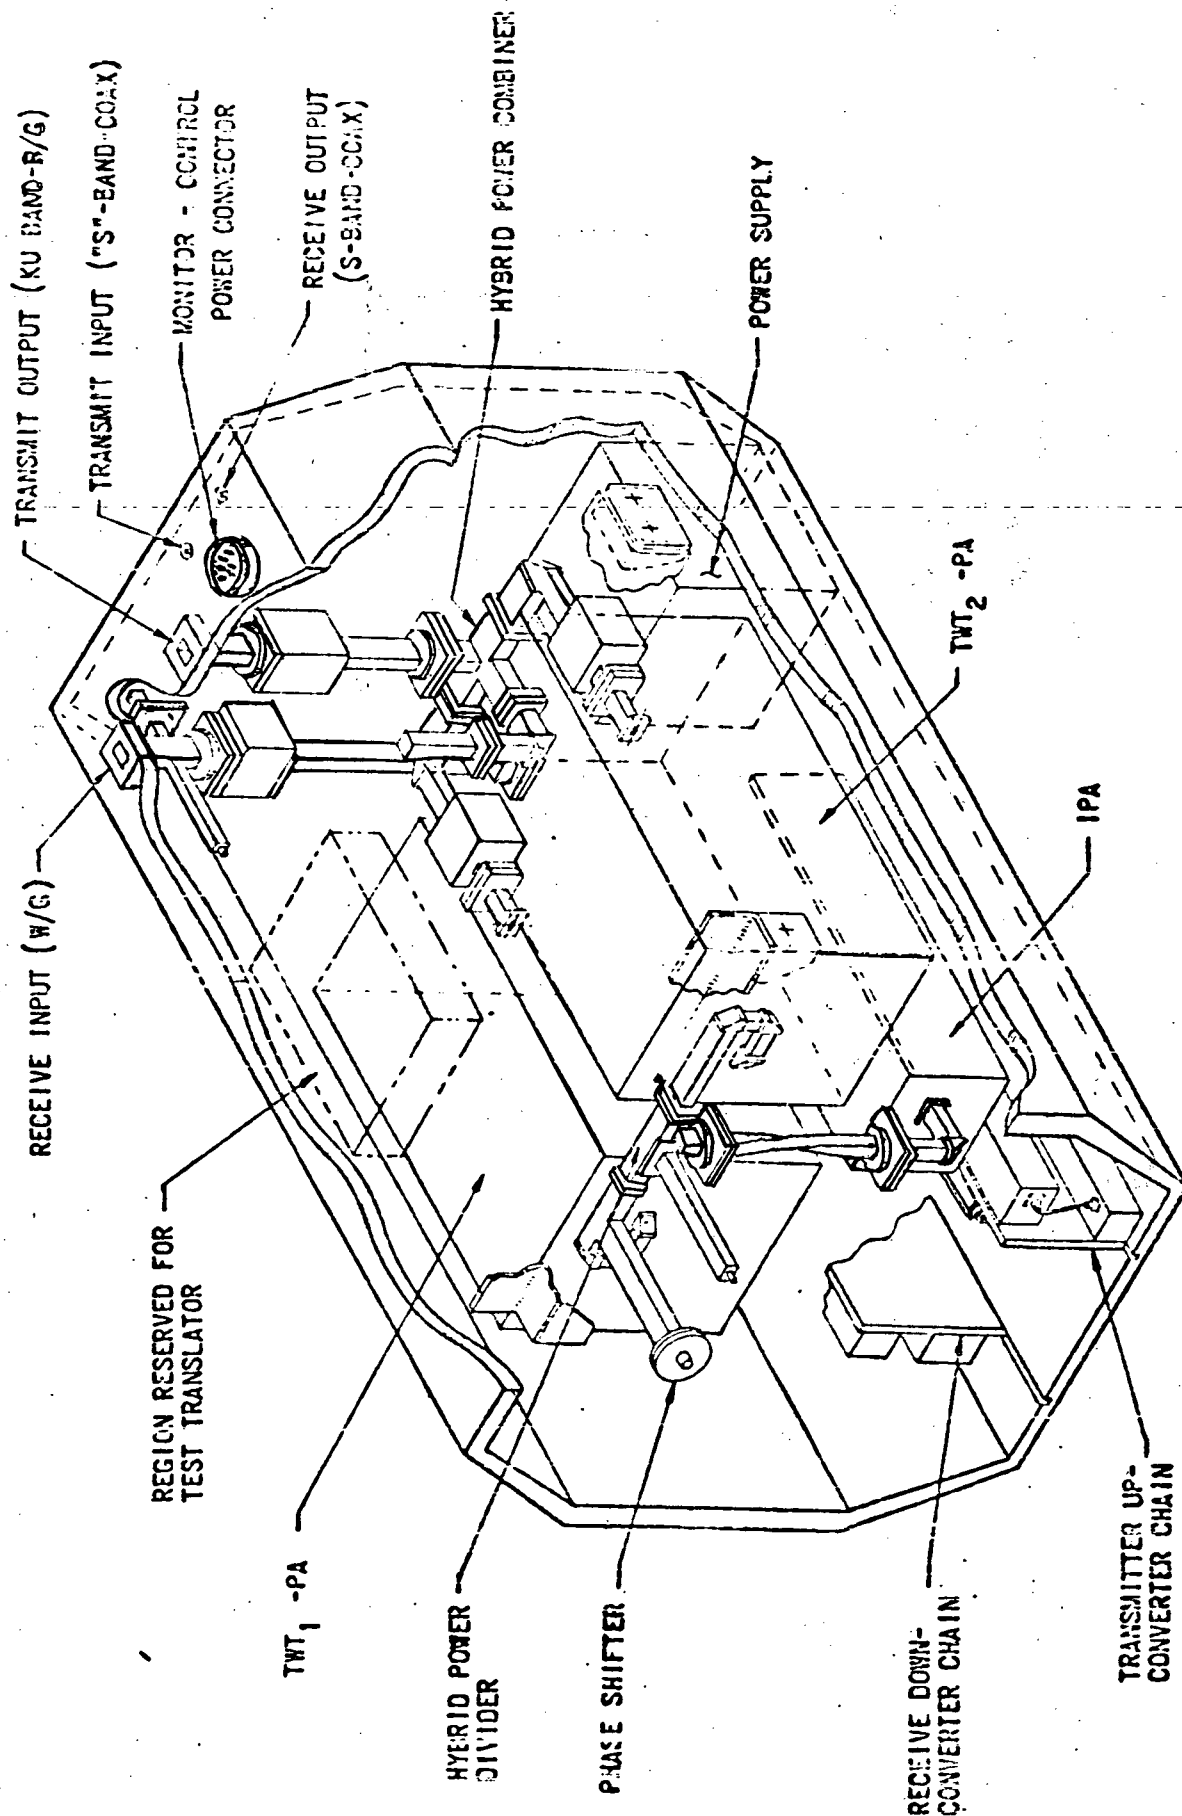 TRANSMIT OUTPUT (KU BAND-R/G)
TRANSMIT INPUT ("S"-BAND-COAX)
MONITOR - CONTROL
POWER CONNECTOR
RECEIVE OUTPUT
(S-BAND-COAX)
HYBRID POWER COMBINER
POWER SUPPLY
TWT2 -PA
IPA
RECEIVE INPUT (W/G)
REGION RESERVED FOR
TEST TRANSLATOR
TWT1 -PA
HYBRID POWER
DIVIDER
PHASE SHIFTER
RECEIVE DOWN-
CONVERTER CHAIN
TRANSMITTER UP-
CONVERTER CHAIN